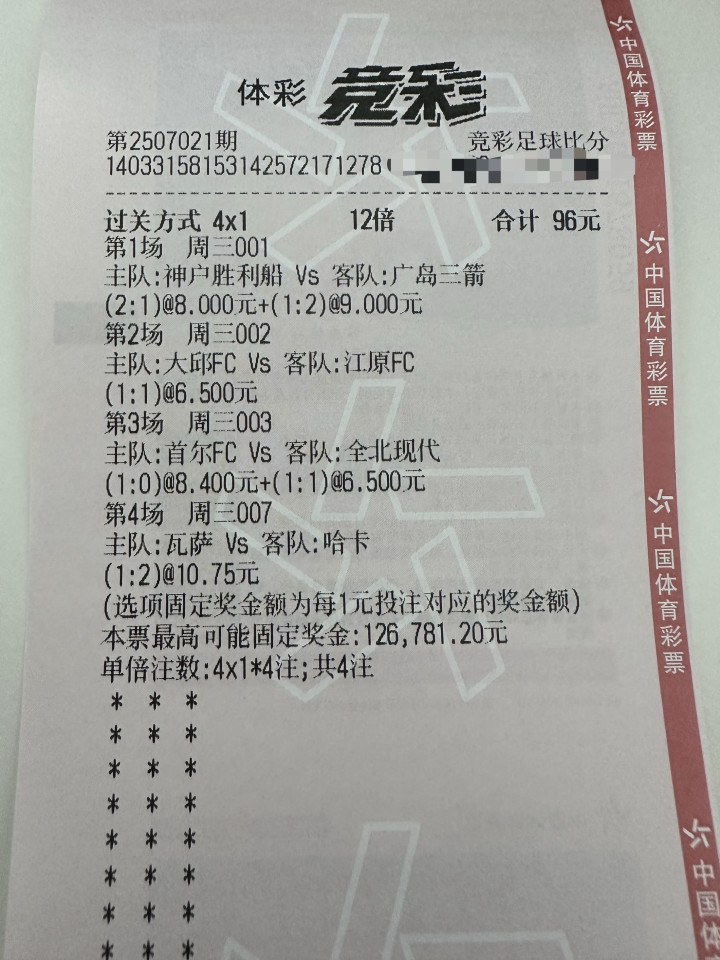 体彩 竞彩
第2507021期 竞彩足球比分
140331581531425721712781
过关方式 4x1 12倍 合计 96元
第1场 周三001
主队:神户胜利船 Vs 客队:广岛三箭
(2:1)@8.000元+(1:2)@9.000元
第2场 周三002
主队:大邱FC Vs 客队:江原FC
(1:1)@6.500元
第3场 周三003
主队:首尔FC Vs 客队:全北现代
(1:0)@8.400元+(1:1)@6.500元
第4场 周三007
主队:瓦萨 Vs 客队:哈卡
(1:2)@10.75元
(选项固定奖金额为每1元投注对应的奖金额)
本票最高可能固定奖金:126,781.20元
单倍注数:4x1*4注;共4注
* * *
* * *
* * *
* * *
* * *
* * *
* * *
* * *
中国体育彩票
中国体育彩票
中国体育彩票
中国体